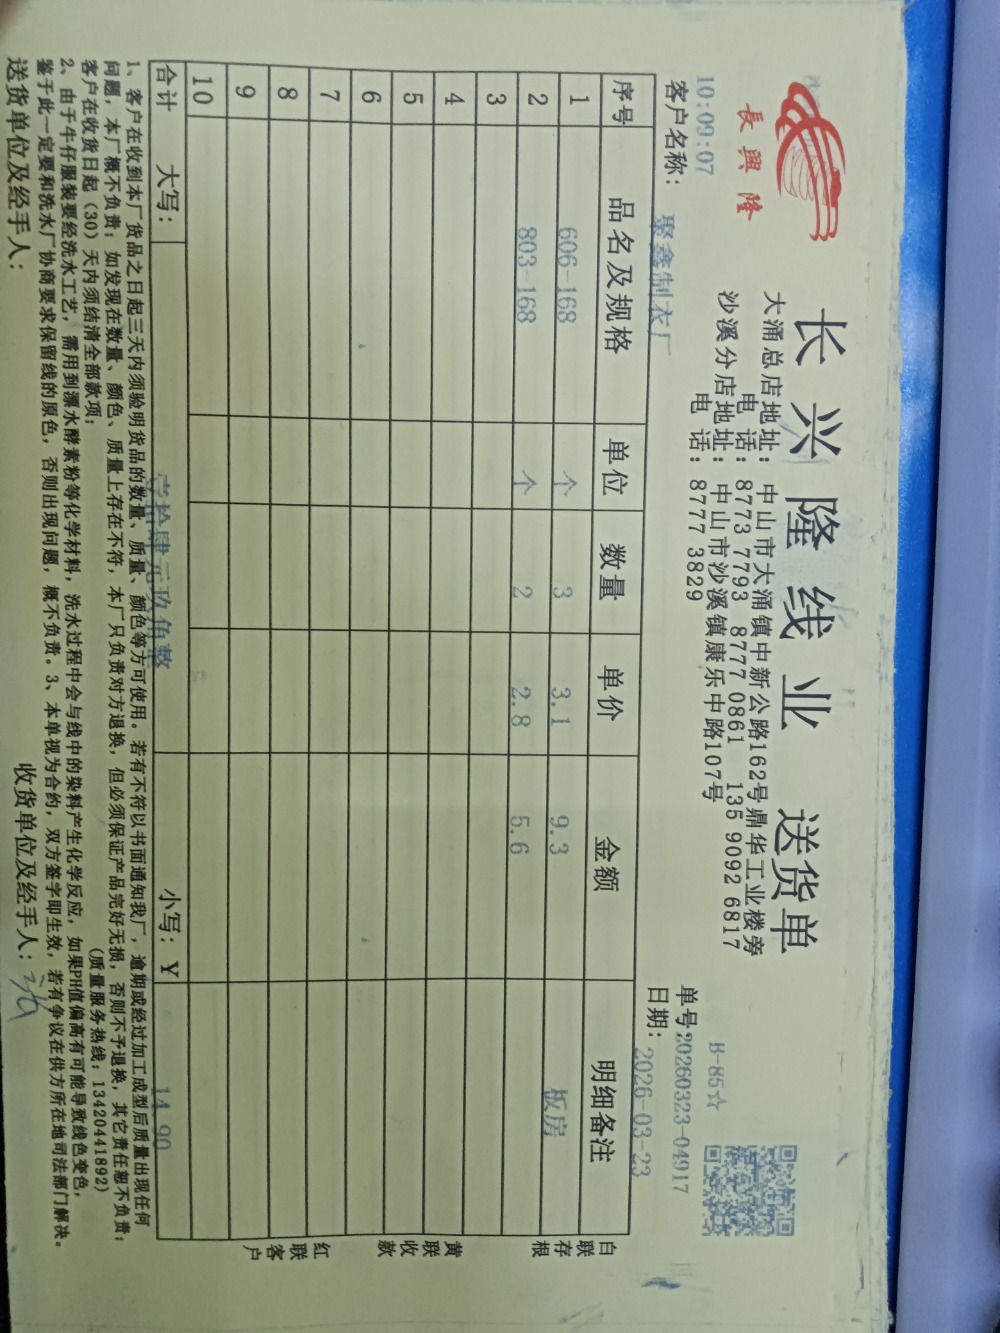 長興隆
长兴隆线业 送货单
大涌总店地址：中山市大涌镇中新公路162号鼎华工业楼旁
电 话：8773 7793 8777 0861 135 9092 6817
沙溪分店地址：中山市沙溪镇康乐中路107号
电 话：8777 3829
B-85☆
10:09:07
单号20260323-04917
客户名称：聚鑫制衣厂
日期：2026-03-23
序号 品名及规格 单位 数量 单价 金额 明细备注
1 606-168 个 3 3.1 9.3 板房
2 803-168 个 2 2.8 5.6
3
4
5
6
7
8
9
10
合计 大写：壹拾肆元玖角整 小写：¥ 14.90
白联存根
黄联收款
红联客户
1、客户在收到本厂货品之日起三天内须验明货品的数量、质量、颜色等方可使用。若有不符以书面通知我厂，逾期或经过加工成型后质量出现任何
问题，本厂概不负责；如发现在数量、颜色、质量上存在不符，本厂只负责对方退换，但必须保证产品完好无损，否则不予退换，其它责任恕不负责；
客户在收货日起（30）天内须结清全部款项； （质量服务热线：13420441892）
2、由于牛仔服装要经洗水工艺，需用到漂水酵素粉等化学材料，洗水过程中会与线中的染料产生化学反应，如果PH值偏高有可能导致线色变色，
鉴于此一定要和洗水厂协商要求保留线的原色，否则出现问题，概不负责。3、本单视为合约，双方签字即生效，若有争议在供方所在地司法部门解决。
送货单位及经手人： 收货单位及经手人：